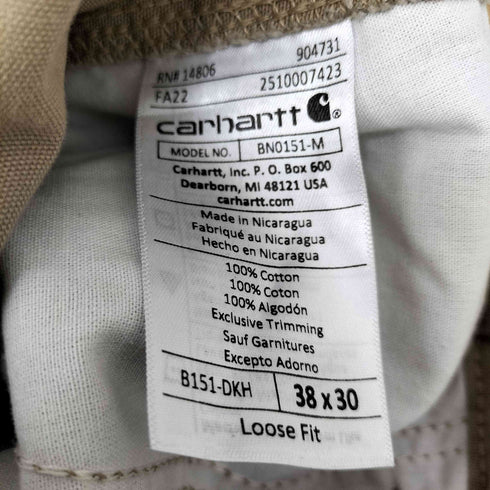 RN# 14806 904731
FA22 2510007423
carhartt
MODEL NO. BN0151-M
Carhartt, Inc. P. O. Box 600
Dearborn, MI 48121 USA
carhartt.com
Made in Nicaragua
Fabriqué au Nicaragua
Hecho en Nicaragua
100% Cotton
100% Coton
100% Algodón
Exclusive Trimming
Sauf Garnitures
Excepto Adorno
B151-DKH 38 x 30
Loose Fit